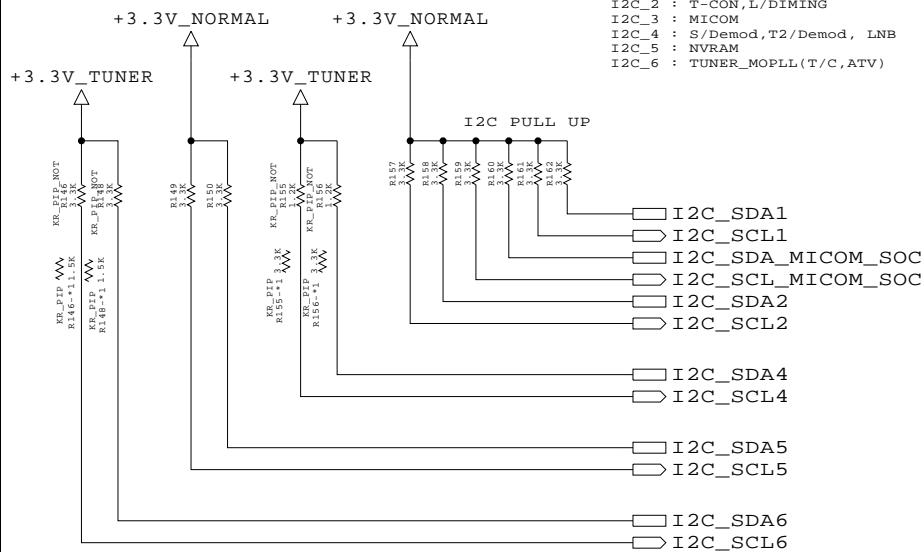 I2C_2 : T-CON,L/DIMING
I2C_3 : MICOM
I2C_4 : S/Demod,T2/Demod, LNB
I2C_5 : NVRAM
I2C_6 : TUNER_MOPLL(T/C,ATV)
+3.3V_NORMAL
+3.3V_NORMAL
+3.3V_TUNER
+3.3V_TUNER
I2C PULL UP
KR_PIP_NOT
R146
3.3K
KR_PIP_NOT
R148
3.3K
R149
3.3K
R150
3.3K
KR_PIP_NOT
R155
1.2K
KR_PIP_NOT
R156
1.2K
R157
3.3K
R158
3.3K
R159
3.3K
R160
3.3K
R161
3.3K
R162
3.3K
KR_PIP
R146-*1 1.5K
KR_PIP
R148-*1 1.5K
KR_PIP
R155-*1 3.3K
KR_PIP
R156-*1 3.3K
I2C_SDA1
I2C_SCL1
I2C_SDA_MICOM_SOC
I2C_SCL_MICOM_SOC
I2C_SDA2
I2C_SCL2
I2C_SDA4
I2C_SCL4
I2C_SDA5
I2C_SCL5
I2C_SDA6
I2C_SCL6